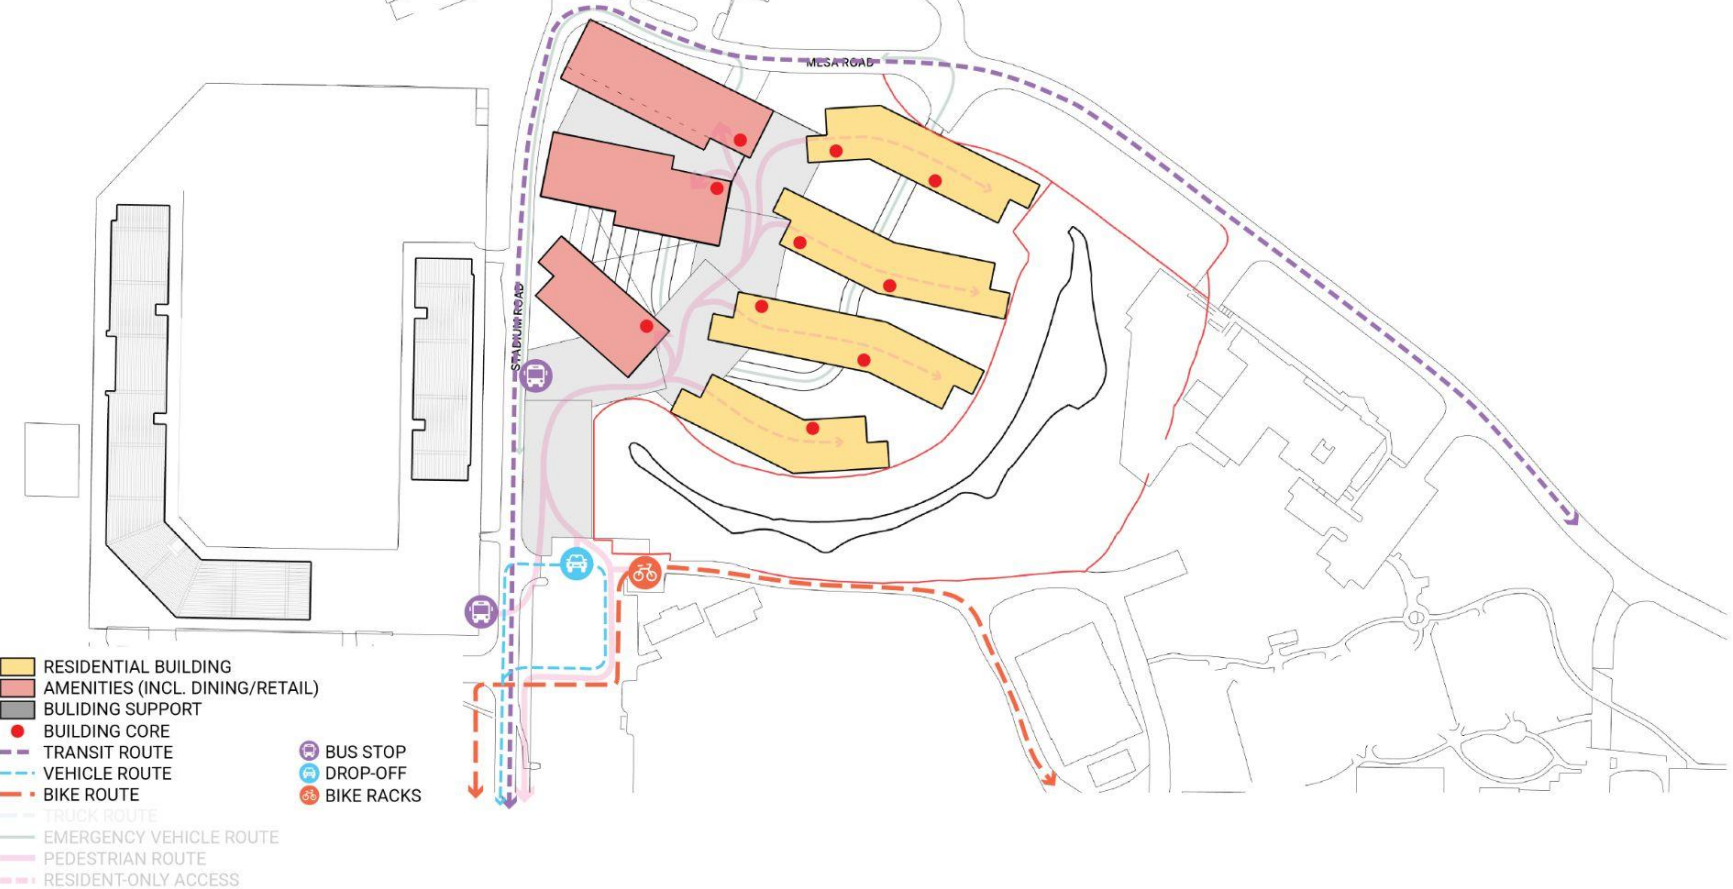 MESA ROAD
STADIUM ROAD
RESIDENTIAL BUILDING
AMENITIES (INCL. DINING/RETAIL)
BULIDING SUPPORT
BUILDING CORE
TRANSIT ROUTE
VEHICLE ROUTE
BIKE ROUTE
TRUCK ROUTE
EMERGENCY VEHICLE ROUTE
PEDESTRIAN ROUTE
RESIDENT-ONLY ACCESS
BUS STOP
DROP-OFF
BIKE RACKS